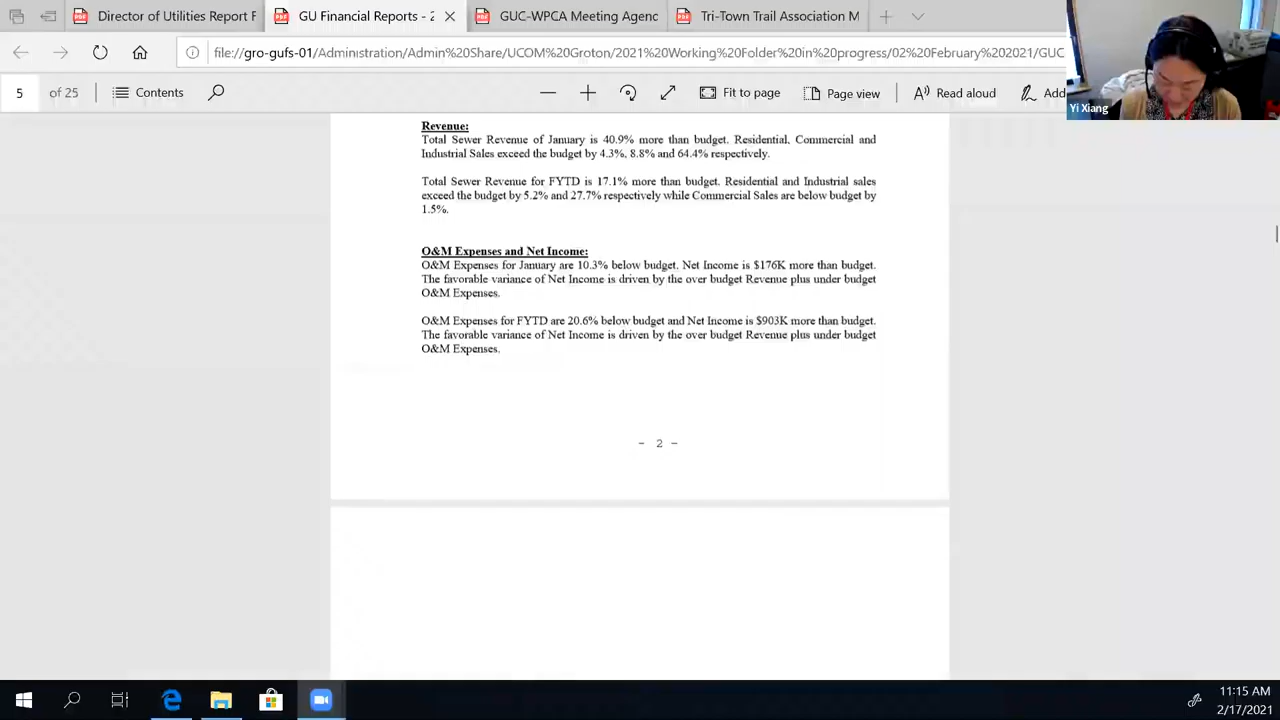 Director of Utilities Report F
GU Financial Reports - 2
GUC-WPCA Meeting Agenc
Tri-Town Trail Association M
file://gro-gufs-01/Administration/Admin%20Share/UCOM%20Groton/2021%20Working%20Folder%20in%20progress/02%20February%202021/GUC
5 of 25
Contents
Fit to page
Page view
Read aloud
Add
Yi Xiang
Revenue:
Total Sewer Revenue of January is 40.9% more than budget. Residential, Commercial and
Industrial Sales exceed the budget by 4.3%, 8.8% and 64.4% respectively.
Total Sewer Revenue for FYTD is 17.1% more than budget. Residential and Industrial sales
exceed the budget by 5.2% and 27.7% respectively while Commercial Sales are below budget by
1.5%.
O&M Expenses and Net Income:
O&M Expenses for January are 10.3% below budget. Net Income is $176K more than budget.
The favorable variance of Net Income is driven by the over budget Revenue plus under budget
O&M Expenses.
O&M Expenses for FYTD are 20.6% below budget and Net Income is $903K more than budget.
The favorable variance of Net Income is driven by the over budget Revenue plus under budget
O&M Expenses.
- 2 -
11:15 AM
2/17/2021